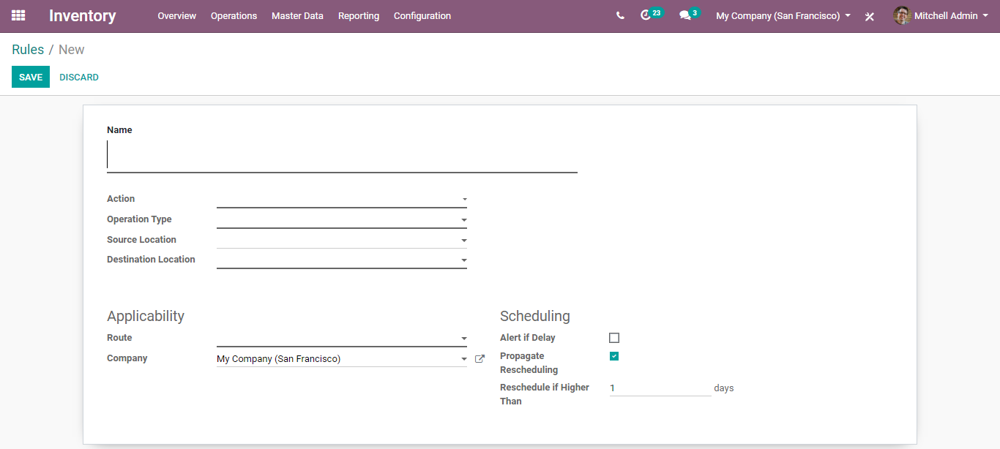 Inventory Overview Operations Master Data Reporting Configuration 23 3 My Company (San Francisco) Mitchell Admin
Rules / New
SAVE DISCARD
Name
Action
Operation Type
Source Location
Destination Location
Applicability
Route
Company My Company (San Francisco)
Scheduling
Alert if Delay
Propagate
Rescheduling
Reschedule if Higher
Than 1 days